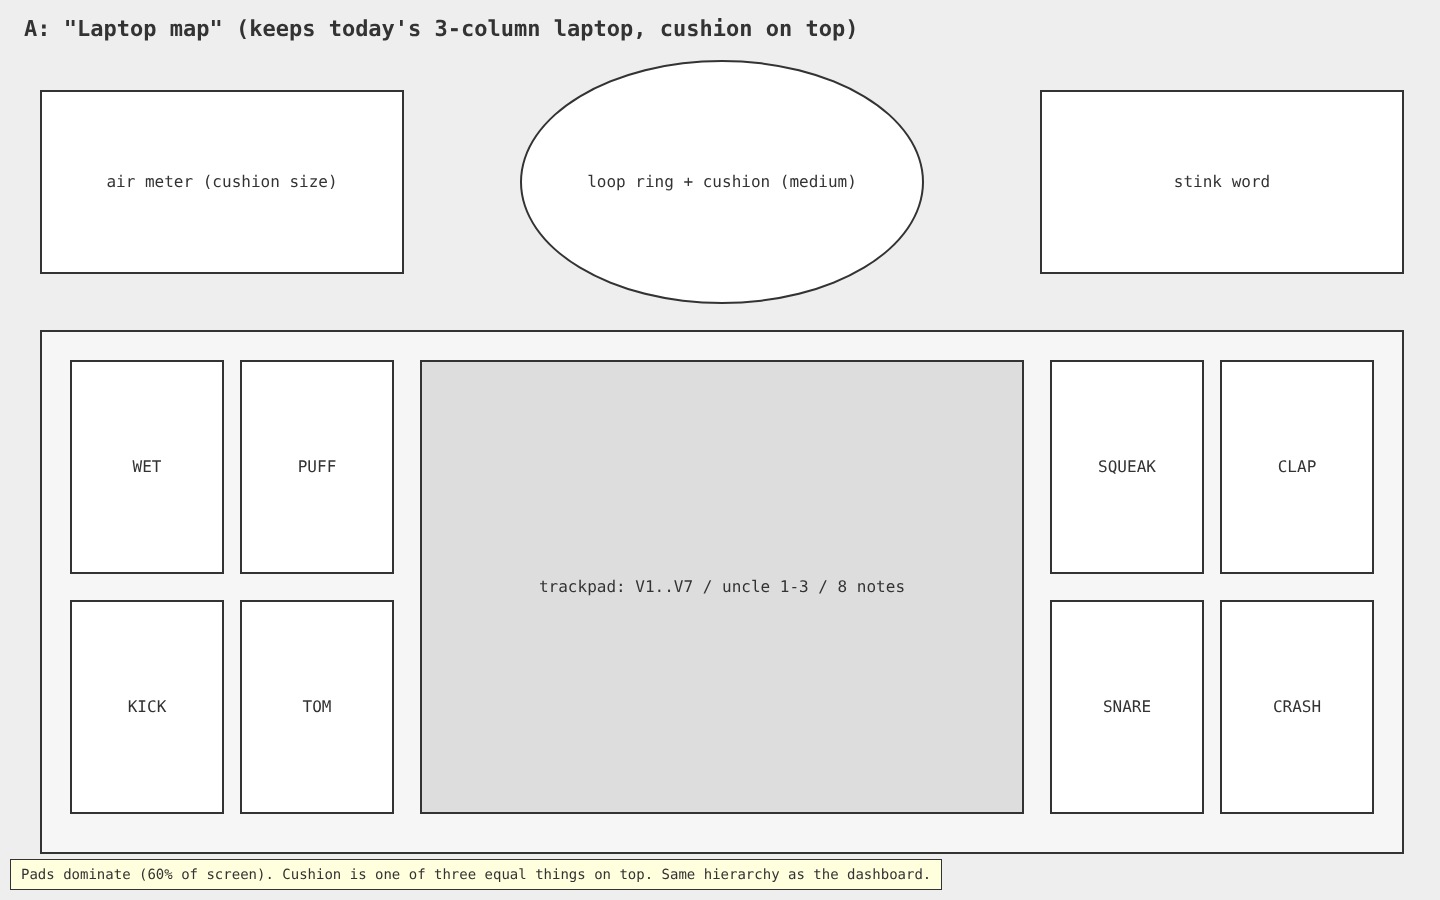 A: "Laptop map" (keeps today's 3-column laptop, cushion on top)
air meter (cushion size)
loop ring + cushion (medium)
stink word
WET
PUFF
SQUEAK
CLAP
trackpad: V1..V7 / uncle 1-3 / 8 notes
KICK
TOM
SNARE
CRASH
Pads dominate (60% of screen). Cushion is one of three equal things on top. Same hierarchy as the dashboard.